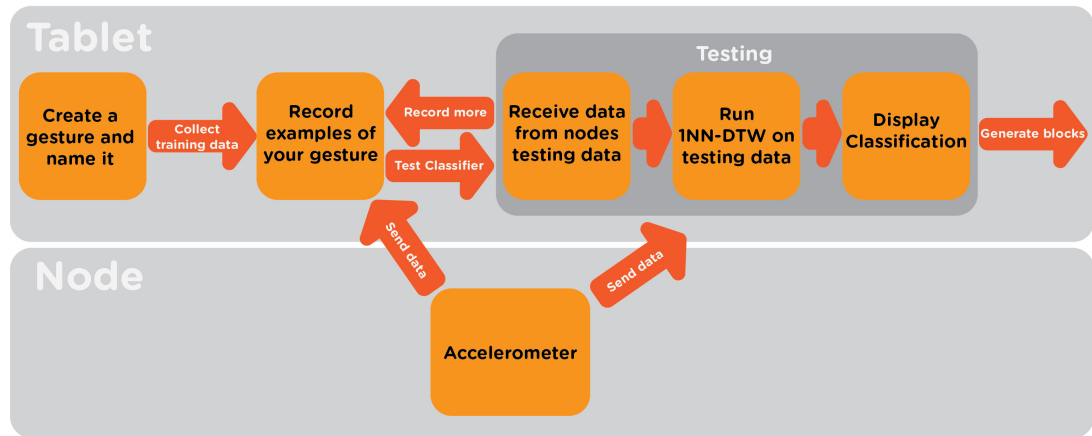 Tablet
Testing
Create a
gesture and
name it
Collect
training data
Record
examples of
your gesture
Record more
Test Classifier
Receive data
from nodes
testing data
Run
1NN-DTW on
testing data
Display
Classification
Generate blocks
Send data
Send data
Node
Accelerometer